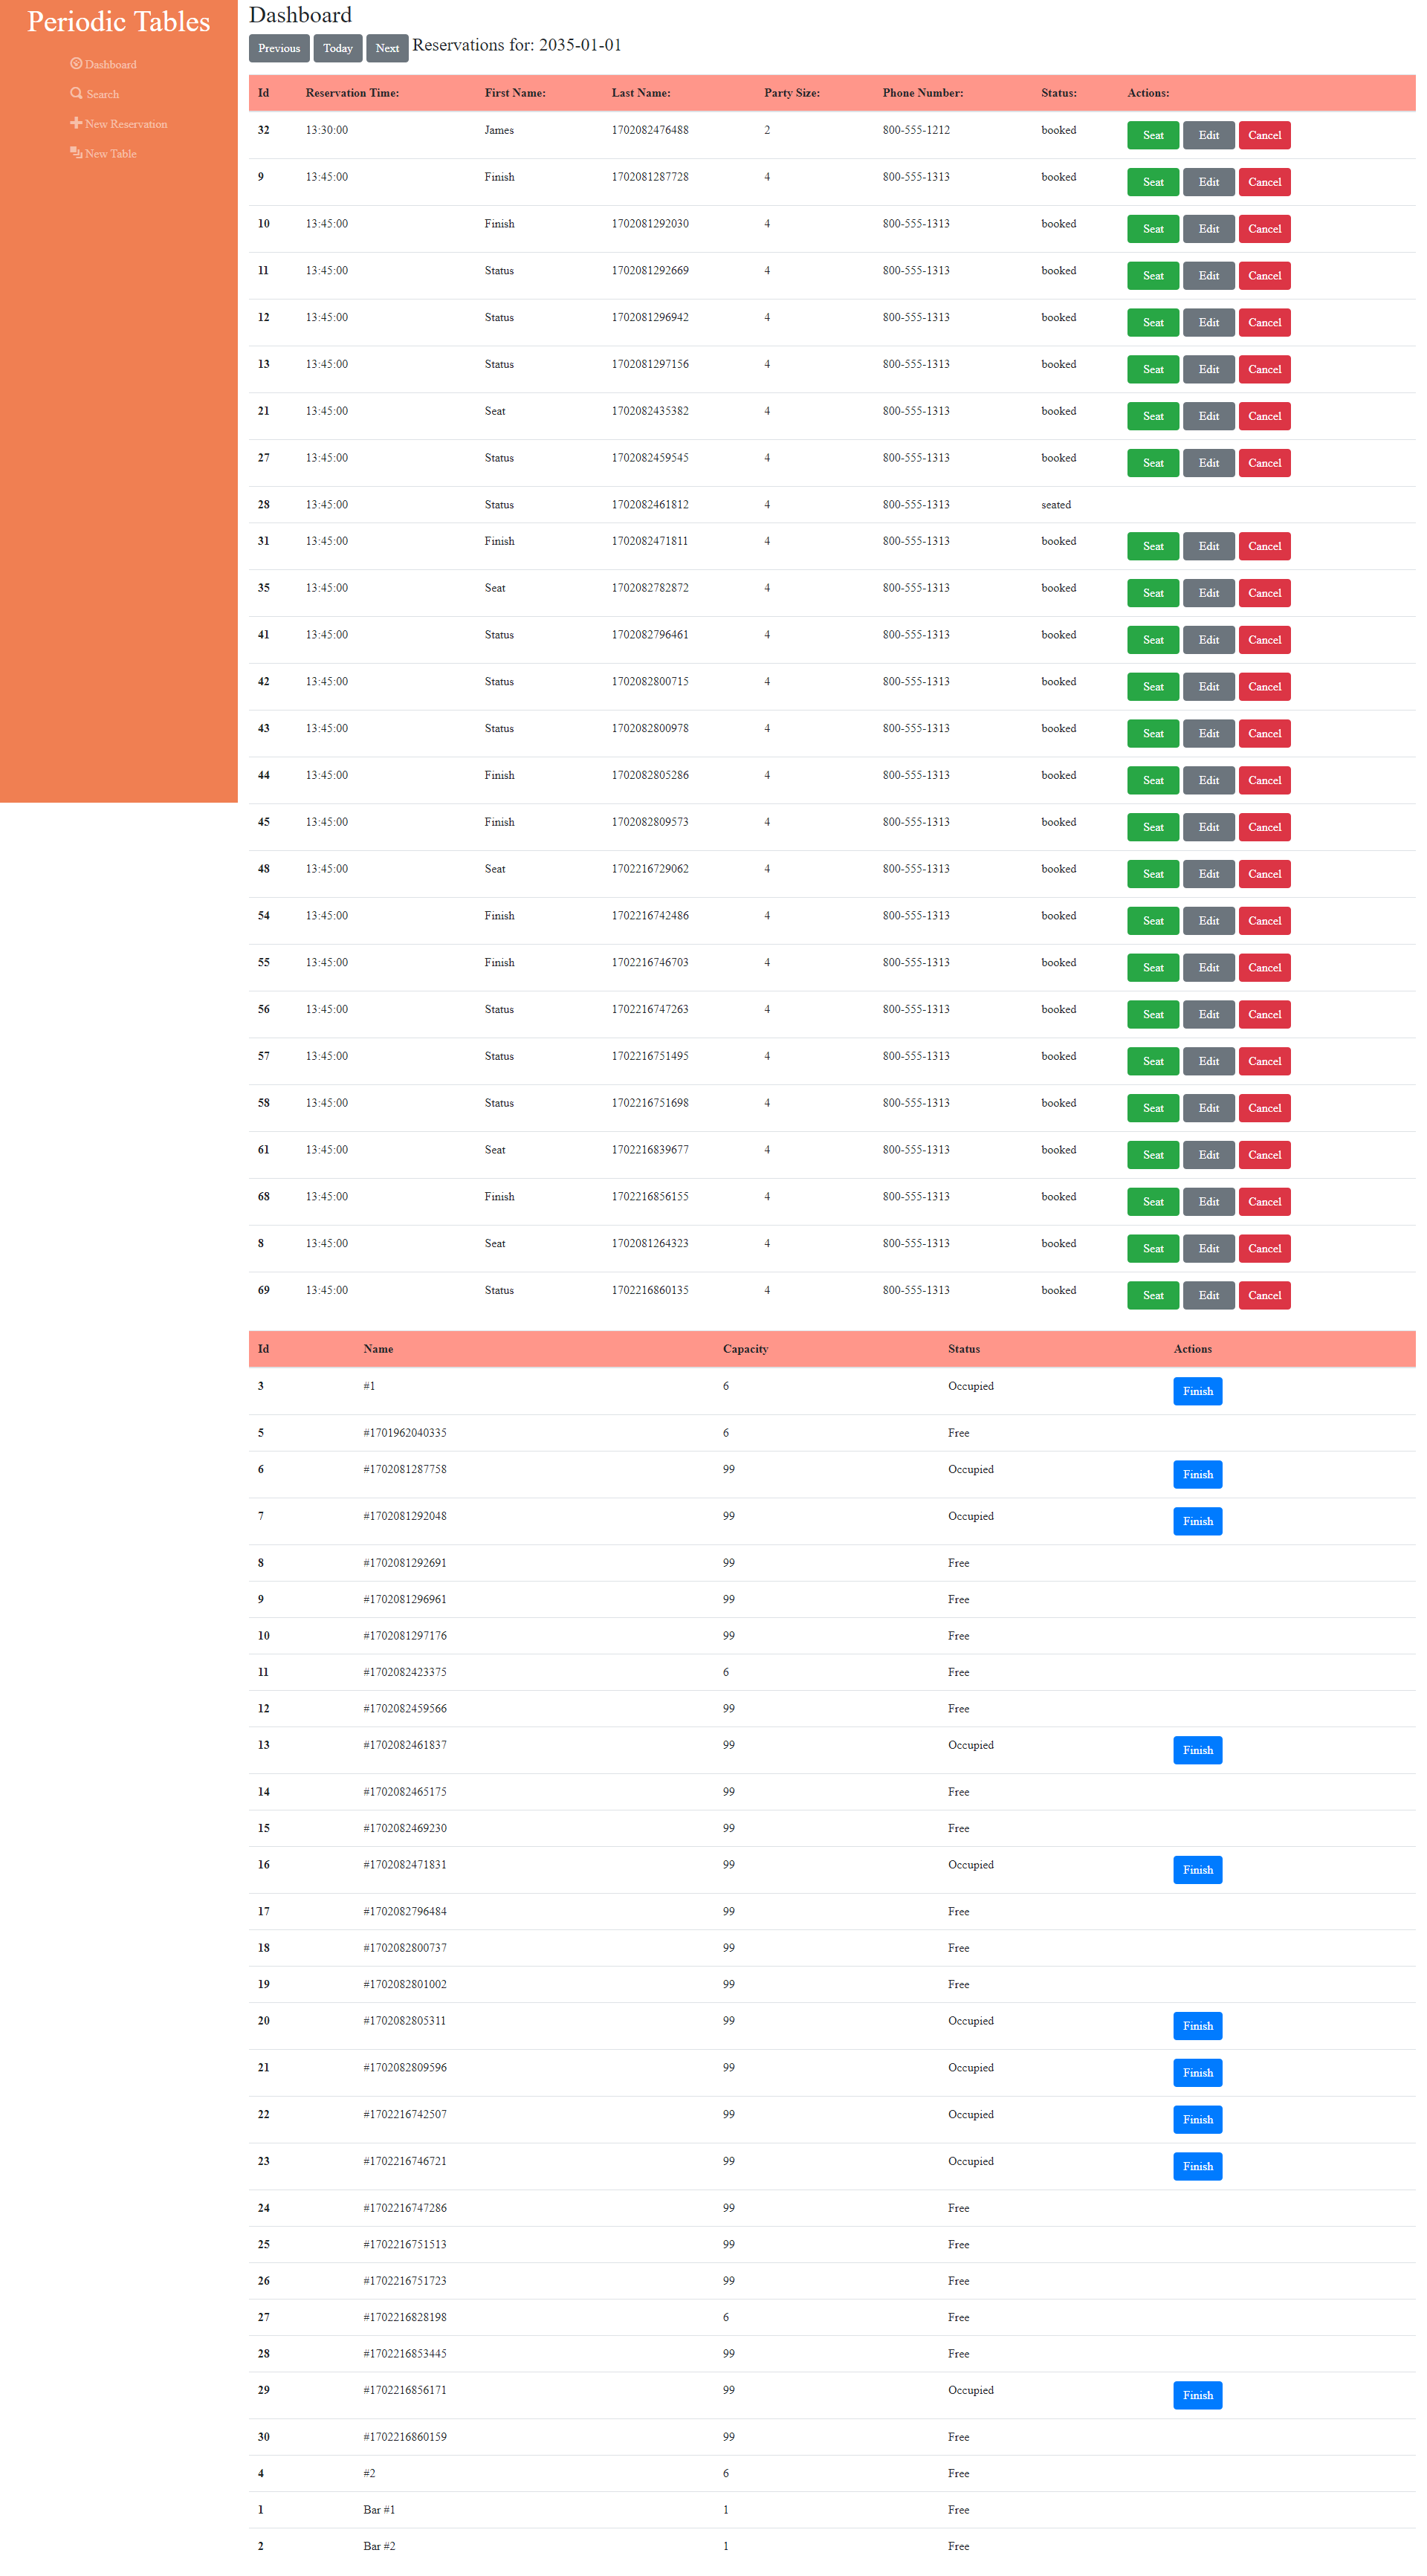 Periodic Tables
Dashboard
Search
New Reservation
New Table
Dashboard
Previous Today Next Reservations for: 2035-01-01
Id Reservation Time: First Name: Last Name: Party Size: Phone Number: Status: Actions:
32 13:30:00 James 1702082476488 2 800-555-1212 booked Seat Edit Cancel
9 13:45:00 Finish 1702081287728 4 800-555-1313 booked Seat Edit Cancel
10 13:45:00 Finish 1702081292030 4 800-555-1313 booked Seat Edit Cancel
11 13:45:00 Status 1702081292669 4 800-555-1313 booked Seat Edit Cancel
12 13:45:00 Status 1702081296942 4 800-555-1313 booked Seat Edit Cancel
13 13:45:00 Status 1702081297156 4 800-555-1313 booked Seat Edit Cancel
21 13:45:00 Seat 1702082435382 4 800-555-1313 booked Seat Edit Cancel
27 13:45:00 Status 1702082459545 4 800-555-1313 booked Seat Edit Cancel
28 13:45:00 Status 1702082461812 4 800-555-1313 seated
31 13:45:00 Finish 1702082471811 4 800-555-1313 booked Seat Edit Cancel
35 13:45:00 Seat 1702082782872 4 800-555-1313 booked Seat Edit Cancel
41 13:45:00 Status 1702082796461 4 800-555-1313 booked Seat Edit Cancel
42 13:45:00 Status 1702082800715 4 800-555-1313 booked Seat Edit Cancel
43 13:45:00 Status 1702082800978 4 800-555-1313 booked Seat Edit Cancel
44 13:45:00 Finish 1702082805286 4 800-555-1313 booked Seat Edit Cancel
45 13:45:00 Finish 1702082809573 4 800-555-1313 booked Seat Edit Cancel
48 13:45:00 Seat 1702216729062 4 800-555-1313 booked Seat Edit Cancel
54 13:45:00 Finish 1702216742486 4 800-555-1313 booked Seat Edit Cancel
55 13:45:00 Finish 1702216746703 4 800-555-1313 booked Seat Edit Cancel
56 13:45:00 Status 1702216747263 4 800-555-1313 booked Seat Edit Cancel
57 13:45:00 Status 1702216751495 4 800-555-1313 booked Seat Edit Cancel
58 13:45:00 Status 1702216751698 4 800-555-1313 booked Seat Edit Cancel
61 13:45:00 Seat 1702216839677 4 800-555-1313 booked Seat Edit Cancel
68 13:45:00 Finish 1702216856155 4 800-555-1313 booked Seat Edit Cancel
8 13:45:00 Seat 1702081264323 4 800-555-1313 booked Seat Edit Cancel
69 13:45:00 Status 1702216860135 4 800-555-1313 booked Seat Edit Cancel
Id Name Capacity Status Actions
3 #1 6 Occupied Finish
5 #1701962040335 6 Free
6 #1702081287758 99 Occupied Finish
7 #1702081292048 99 Occupied Finish
8 #1702081292691 99 Free
9 #1702081296961 99 Free
10 #1702081297176 99 Free
11 #1702082423375 6 Free
12 #1702082459566 99 Free
13 #1702082461837 99 Occupied Finish
14 #1702082465175 99 Free
15 #1702082469230 99 Free
16 #1702082471831 99 Occupied Finish
17 #1702082796484 99 Free
18 #1702082800737 99 Free
19 #1702082801002 99 Free
20 #1702082805311 99 Occupied Finish
21 #1702082809596 99 Occupied Finish
22 #1702216742507 99 Occupied Finish
23 #1702216746721 99 Occupied Finish
24 #1702216747286 99 Free
25 #1702216751513 99 Free
26 #1702216751723 99 Free
27 #1702216828198 6 Free
28 #1702216853445 99 Free
29 #1702216856171 99 Occupied Finish
30 #1702216860159 99 Free
4 #2 6 Free
1 Bar #1 1 Free
2 Bar #2 1 Free